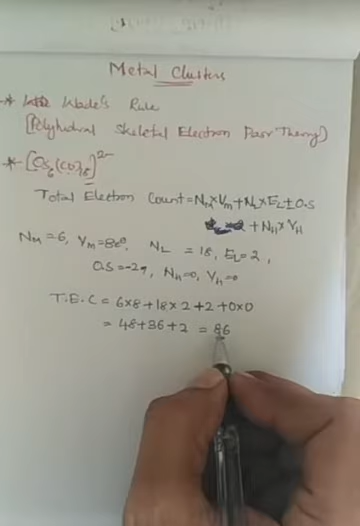 Metal Clusters
* Wade's Rule
[Polyhedral Skeletal Electron Pair Theory]
* [Os6(CO)18]2-
Total Electron Count = NM×VM + NL×EL ± O.S
+ NH×YH
NM = 6, VM = 8e⁻, NL = 18, EL = 2,
O.S = -2, NH = 0, YH = 0
T.E.C = 6×8 + 18×2 + 2 + 0×0
= 48 + 36 + 2 = 86